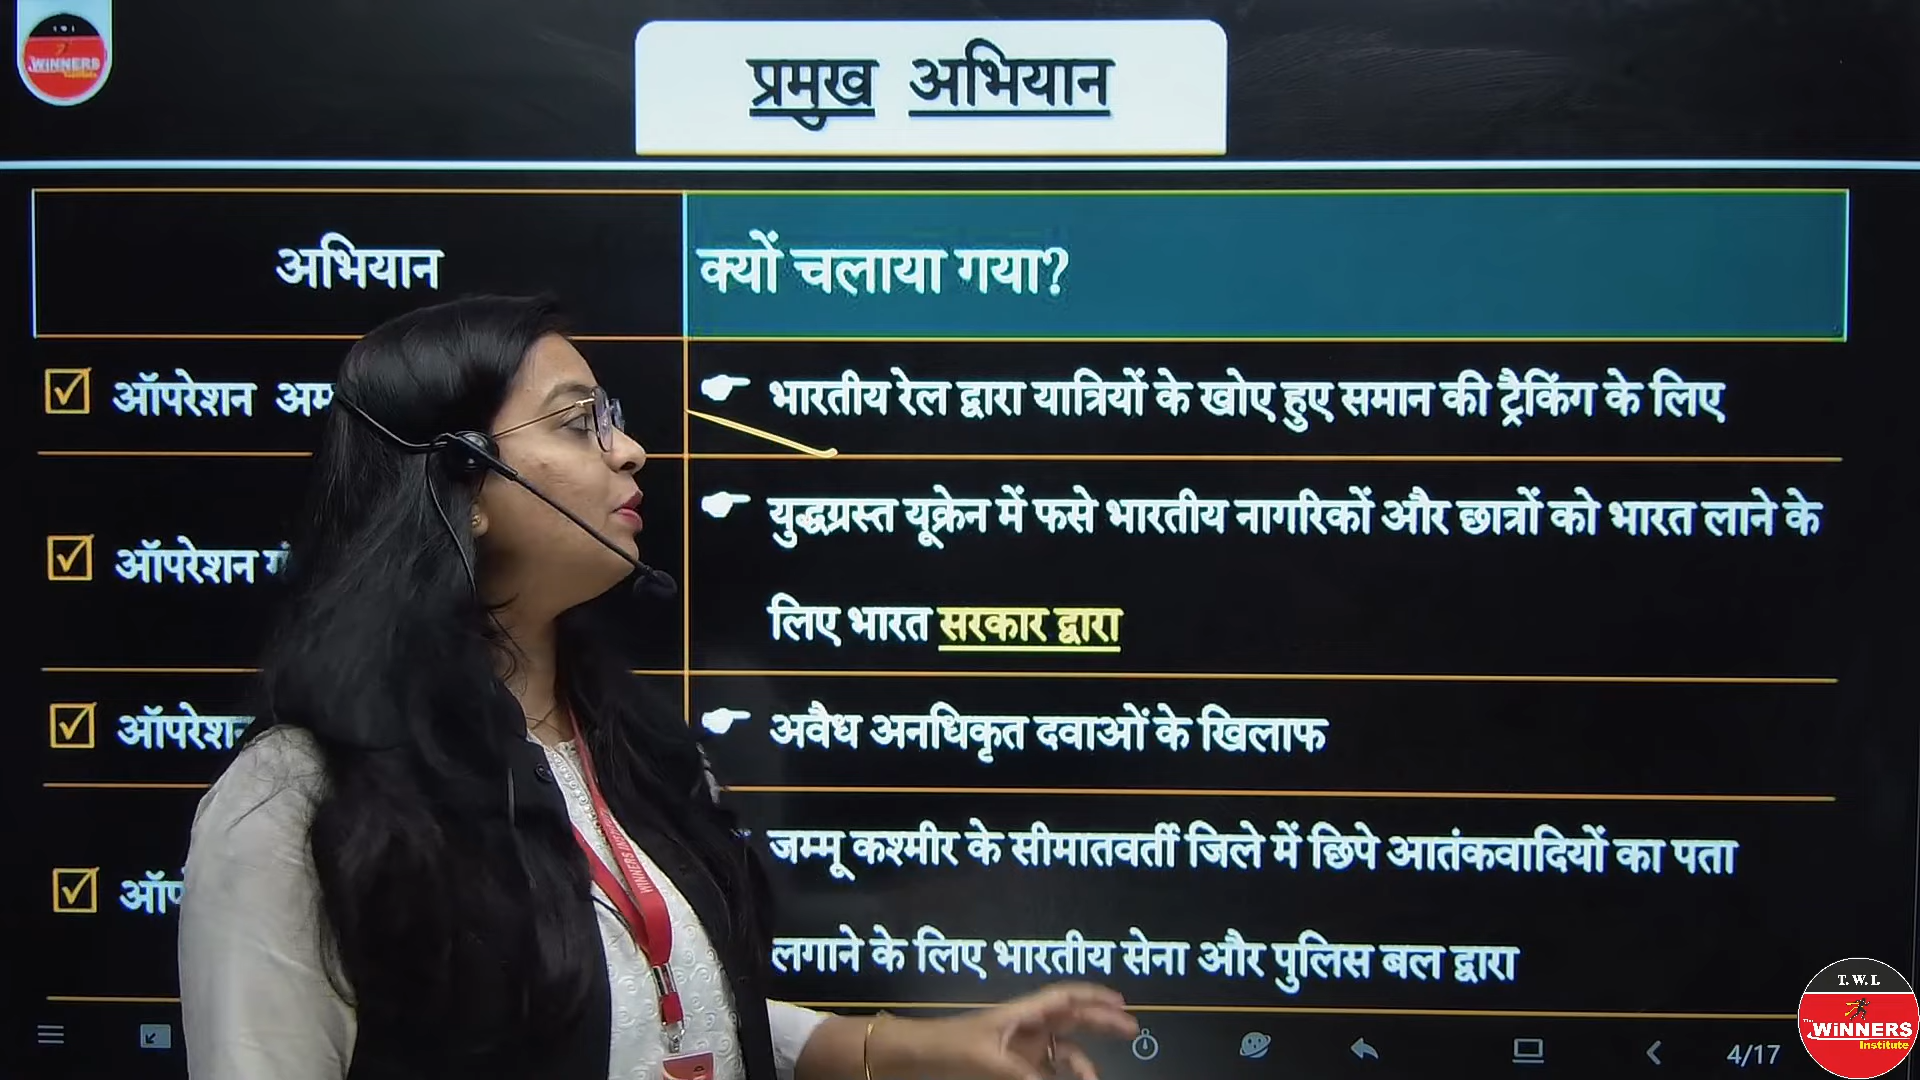 WiNNERS
Institute
प्रमुख अभियान
अभियान
क्यों चलाया गया?
ऑपरेशन
भारतीय रेल द्वारा यात्रियों के खोए हुए समान की ट्रैकिंग के लिए
ऑपरेशन
युद्धग्रस्त यूक्रेन में फसे भारतीय नागरिकों और छात्रों को भारत लाने के
लिए भारत सरकार द्वारा
ऑपरेशन
अवैध अनधिकृत दवाओं के खिलाफ
जम्मू कश्मीर के सीमातवर्ती जिले में छिपे आतंकवादियों का पता
लगाने के लिए भारतीय सेना और पुलिस बल द्वारा
4/17
T.W.I.
The WiNNERS
Institute